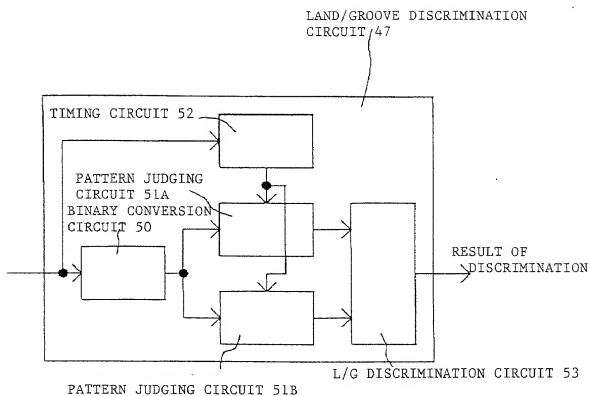 LAND/GROOVE DISCRIMINATION
CIRCUIT 47
TIMING CIRCUIT 52
PATTERN JUDGING
CIRCUIT 51A
BINARY CONVERSION
CIRCUIT 50
RESULT OF
DISCRIMINATION
L/G DISCRIMINATION CIRCUIT 53
PATTERN JUDGING CIRCUIT 51B